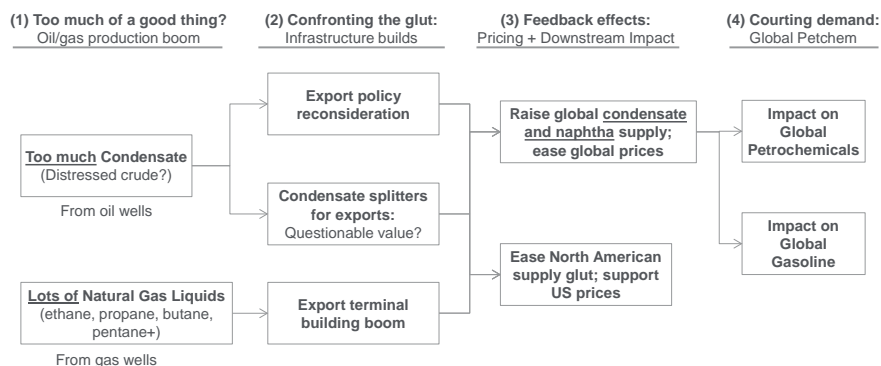 (1) Too much of a good thing?
Oil/gas production boom
(2) Confronting the glut:
Infrastructure builds
(3) Feedback effects:
Pricing + Downstream Impact
(4) Courting demand:
Global Petchem
Too much Condensate
(Distressed crude?)
From oil wells
Lots of Natural Gas Liquids
(ethane, propane, butane,
pentane+)
From gas wells
Export policy
reconsideration
Condensate splitters
for exports:
Questionable value?
Export terminal
building boom
Raise global condensate
and naphtha supply;
ease global prices
Ease North American
supply glut; support
US prices
Impact on
Global
Petrochemicals
Impact on
Global
Gasoline